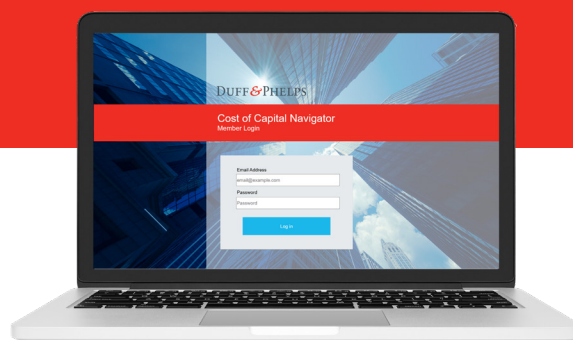 DUFF&PHELPS
Cost of Capital Navigator
Member Login
Email Address
email@example.com
Password
Password
Log In